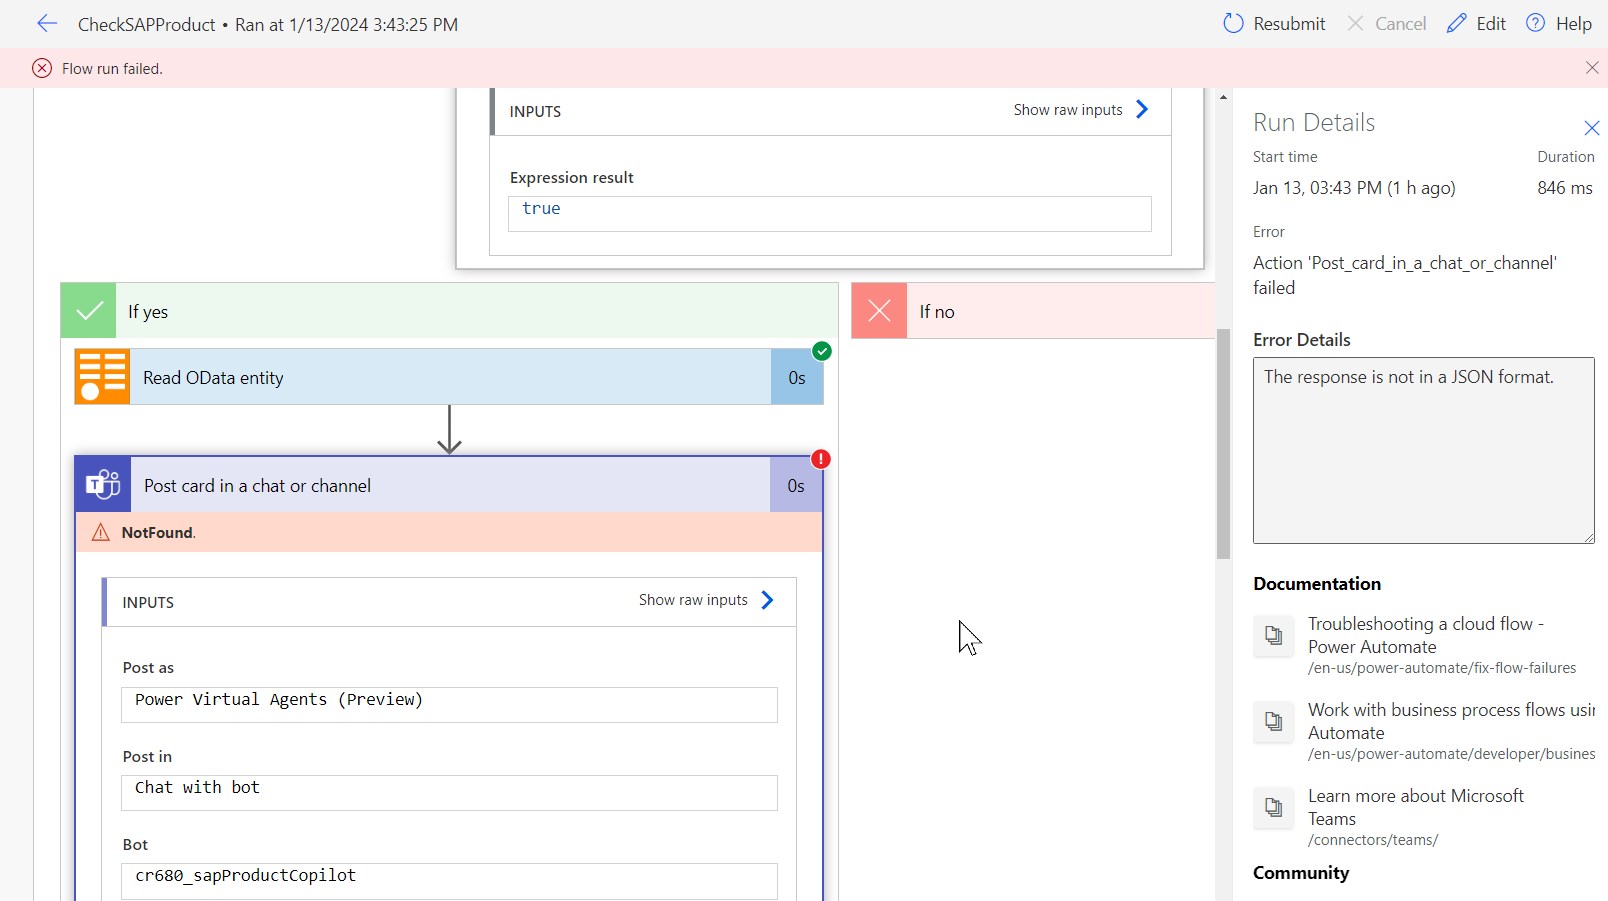 CheckSAPProduct • Ran at 1/13/2024 3:43:25 PM
Resubmit
Cancel
Edit
Help
Flow run failed.
INPUTS
Show raw inputs
Expression result
true
If yes
If no
Read OData entity
0s
Post card in a chat or channel
0s
NotFound.
INPUTS
Show raw inputs
Post as
Power Virtual Agents (Preview)
Post in
Chat with bot
Bot
cr680_sapProductCopilot
Run Details
Start time
Duration
Jan 13, 03:43 PM (1 h ago)
846 ms
Error
Action 'Post_card_in_a_chat_or_channel'
failed
Error Details
The response is not in a JSON format.
Documentation
Troubleshooting a cloud flow -
Power Automate
/en-us/power-automate/fix-flow-failures
Work with business process flows usin
Automate
/en-us/power-automate/developer/busines
Learn more about Microsoft
Teams
/connectors/teams/
Community